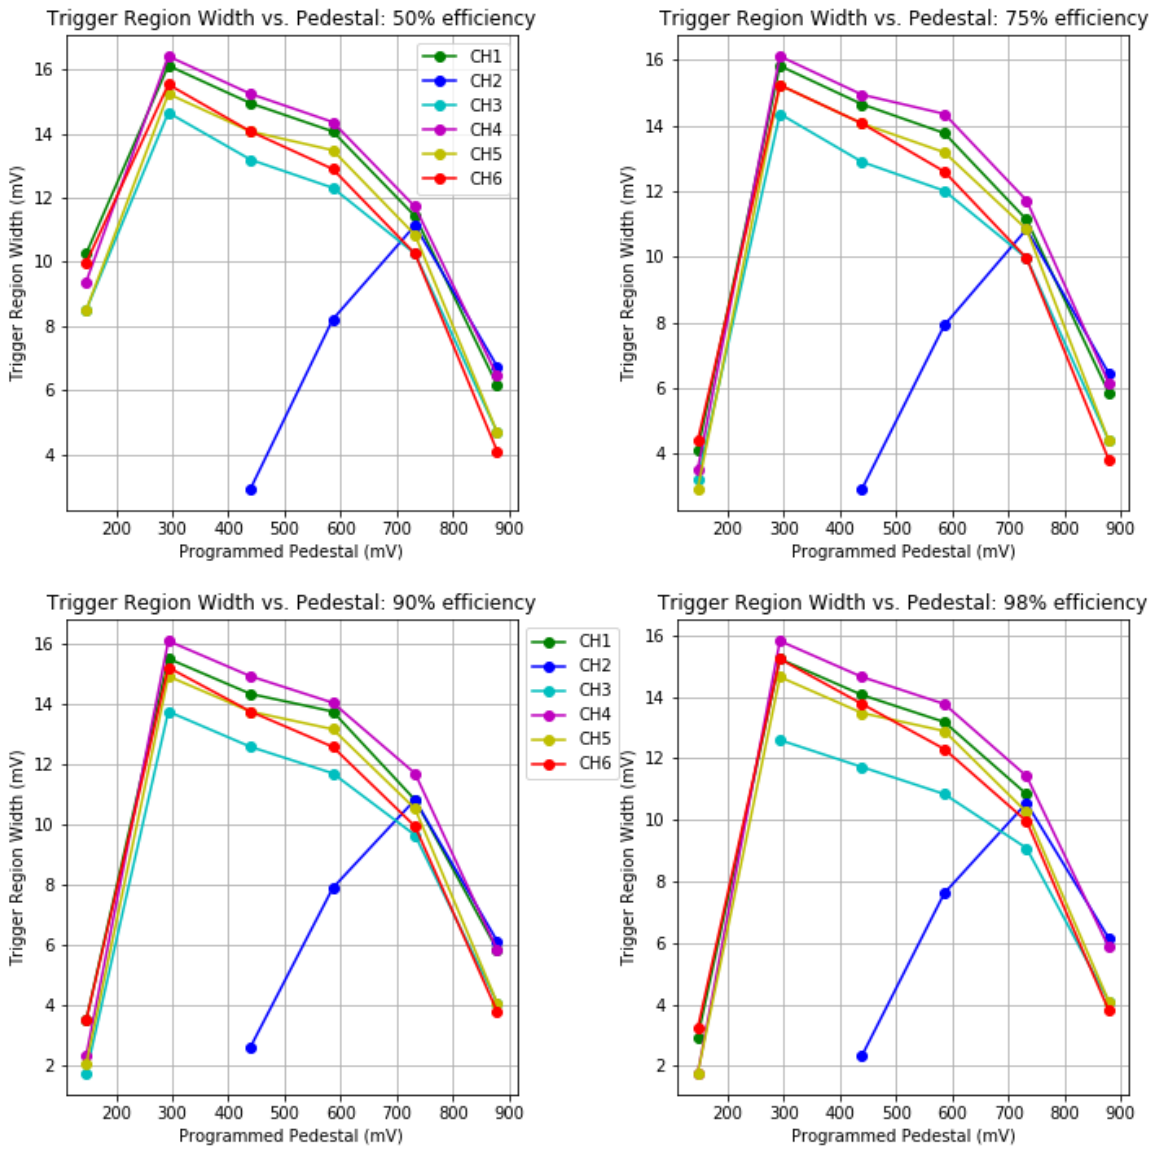 Trigger Region Width vs. Pedestal: 50% efficiency
Trigger Region Width (mV)
16
14
12
10
8
6
4
CH1
CH2
CH3
CH4
CH5
CH6
200 300 400 500 600 700 800 900
Programmed Pedestal (mV)
Trigger Region Width vs. Pedestal: 75% efficiency
Trigger Region Width (mV)
16
14
12
10
8
6
4
200 300 400 500 600 700 800 900
Programmed Pedestal (mV)
Trigger Region Width vs. Pedestal: 90% efficiency
Trigger Region Width (mV)
16
14
12
10
8
6
4
2
CH1
CH2
CH3
CH4
CH5
CH6
200 300 400 500 600 700 800 900
Programmed Pedestal (mV)
Trigger Region Width vs. Pedestal: 98% efficiency
Trigger Region Width (mV)
16
14
12
10
8
6
4
2
200 300 400 500 600 700 800 900
Programmed Pedestal (mV)